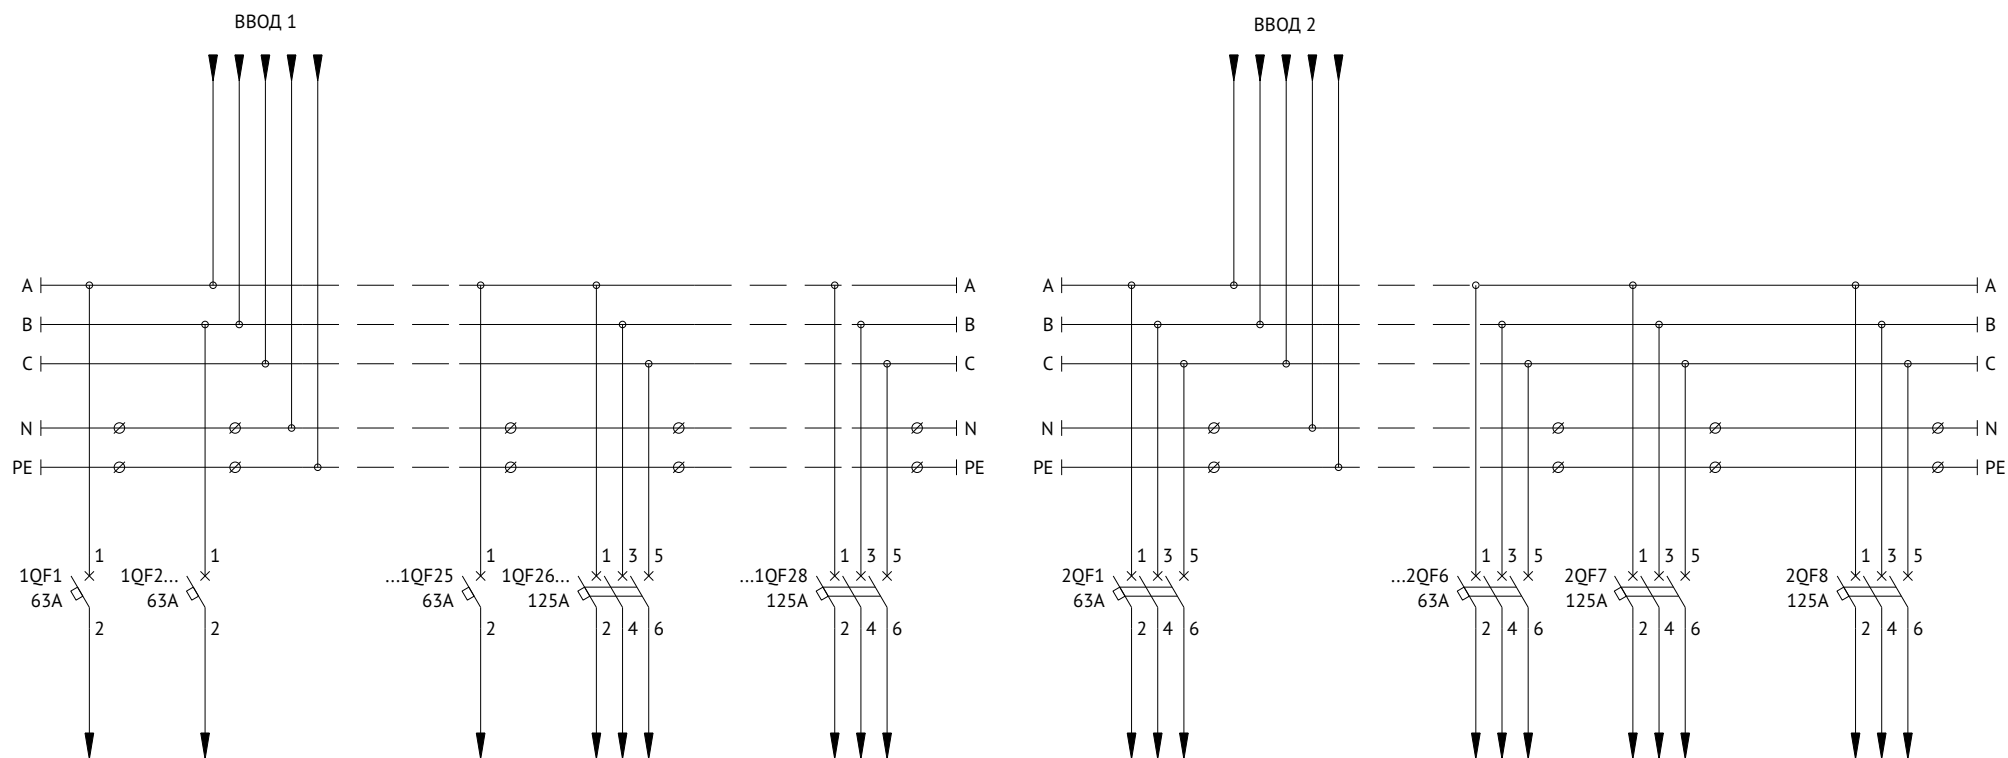 ВВОД 1 ВВОД 2
A A A A
B B B B
C C C C
N N N N
PE PE PE PE
1 1 1 1 3 5 1 3 5 1 3 5 1 3 5 1 3 5 1 3 5
1QF1 1QF2... ...1QF25 1QF26... ...1QF28 2QF1 ...2QF6 2QF7 2QF8
63A 63A 63A 125A 125A 63A 63A 125A 125A
2 2 2 2 4 6 2 4 6 2 4 6 2 4 6 2 4 6 2 4 6